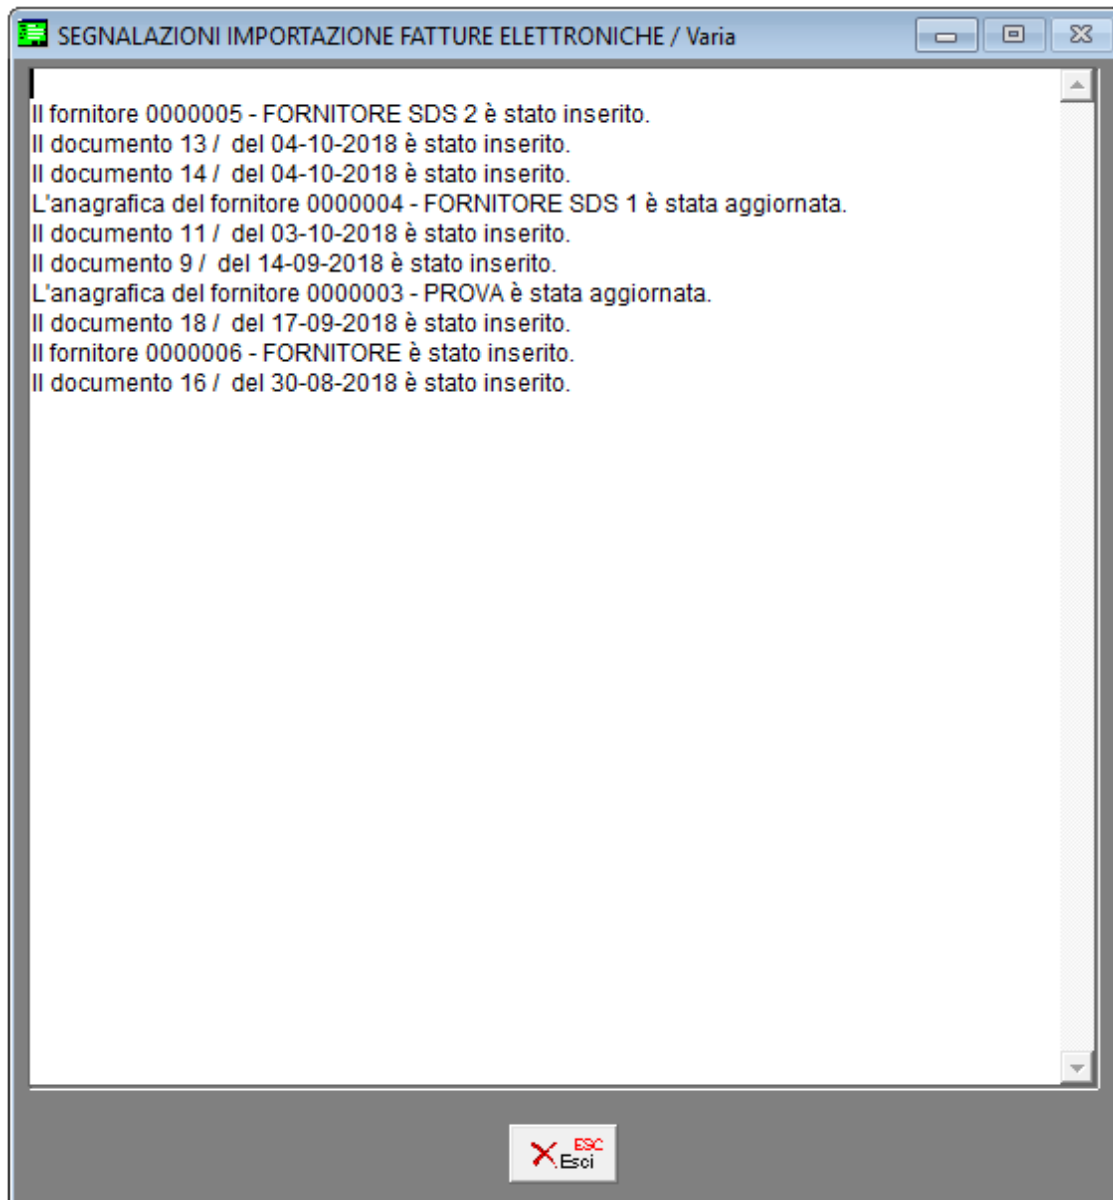 SEGNALAZIONI IMPORTAZIONE FATTURE ELETTRONICHE / Varia
Il fornitore 0000005 - FORNITORE SDS 2 è stato inserito.
Il documento 13 /  del 04-10-2018 è stato inserito.
Il documento 14 /  del 04-10-2018 è stato inserito.
L'anagrafica del fornitore 0000004 - FORNITORE SDS 1 è stata aggiornata.
Il documento 11 /  del 03-10-2018 è stato inserito.
Il documento 9 /  del 14-09-2018 è stato inserito.
L'anagrafica del fornitore 0000003 - PROVA è stata aggiornata.
Il documento 18 /  del 17-09-2018 è stato inserito.
Il fornitore 0000006 - FORNITORE è stato inserito.
Il documento 16 /  del 30-08-2018 è stato inserito.
ESC
Esci